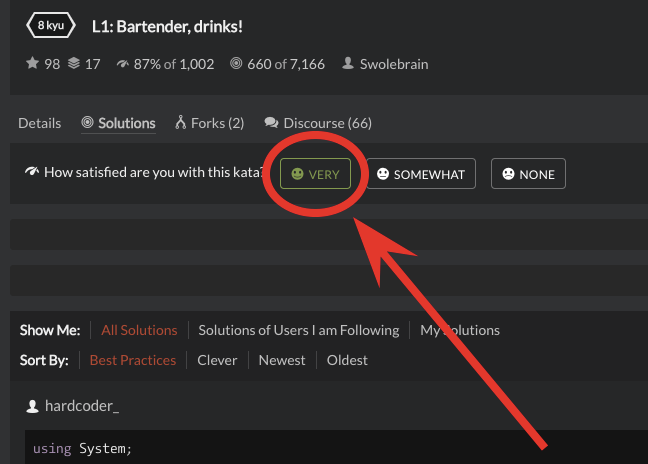 8 kyu L1: Bartender, drinks!
98 17 87% of 1,002 660 of 7,166 Swolebrain
Details Solutions Forks (2) Discourse (66)
How satisfied are you with this kata? VERY SOMEWHAT NONE
Show Me: All Solutions Solutions of Users I am Following My Solutions
Sort By: Best Practices Clever Newest Oldest
hardcoder_
using System;